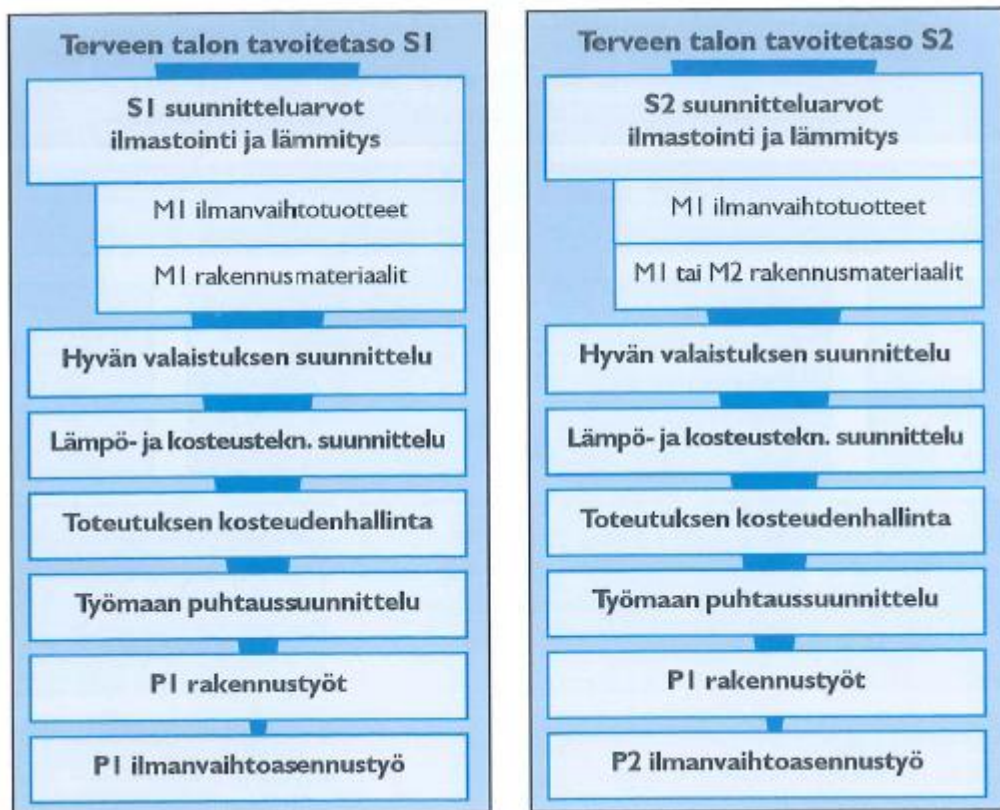 Terveen talon tavoitetaso S1
S1 suunnitteluarvot
ilmastointi ja lämmitys
M1 ilmanvaihtotuotteet
M1 rakennusmateriaalit
Hyvän valaistuksen suunnittelu
Lämpö- ja kosteustekn. suunnittelu
Toteutuksen kosteudenhallinta
Työmaan puhtaussuunnittelu
P1 rakennustyöt
P1 ilmanvaihtoasennustyö
Terveen talon tavoitetaso S2
S2 suunnitteluarvot
ilmastointi ja lämmitys
M1 ilmanvaihtotuotteet
M1 tai M2 rakennusmateriaalit
Hyvän valaistuksen suunnittelu
Lämpö- ja kosteustekn. suunnittelu
Toteutuksen kosteudenhallinta
Työmaan puhtaussuunnittelu
P1 rakennustyöt
P2 ilmanvaihtoasennustyö